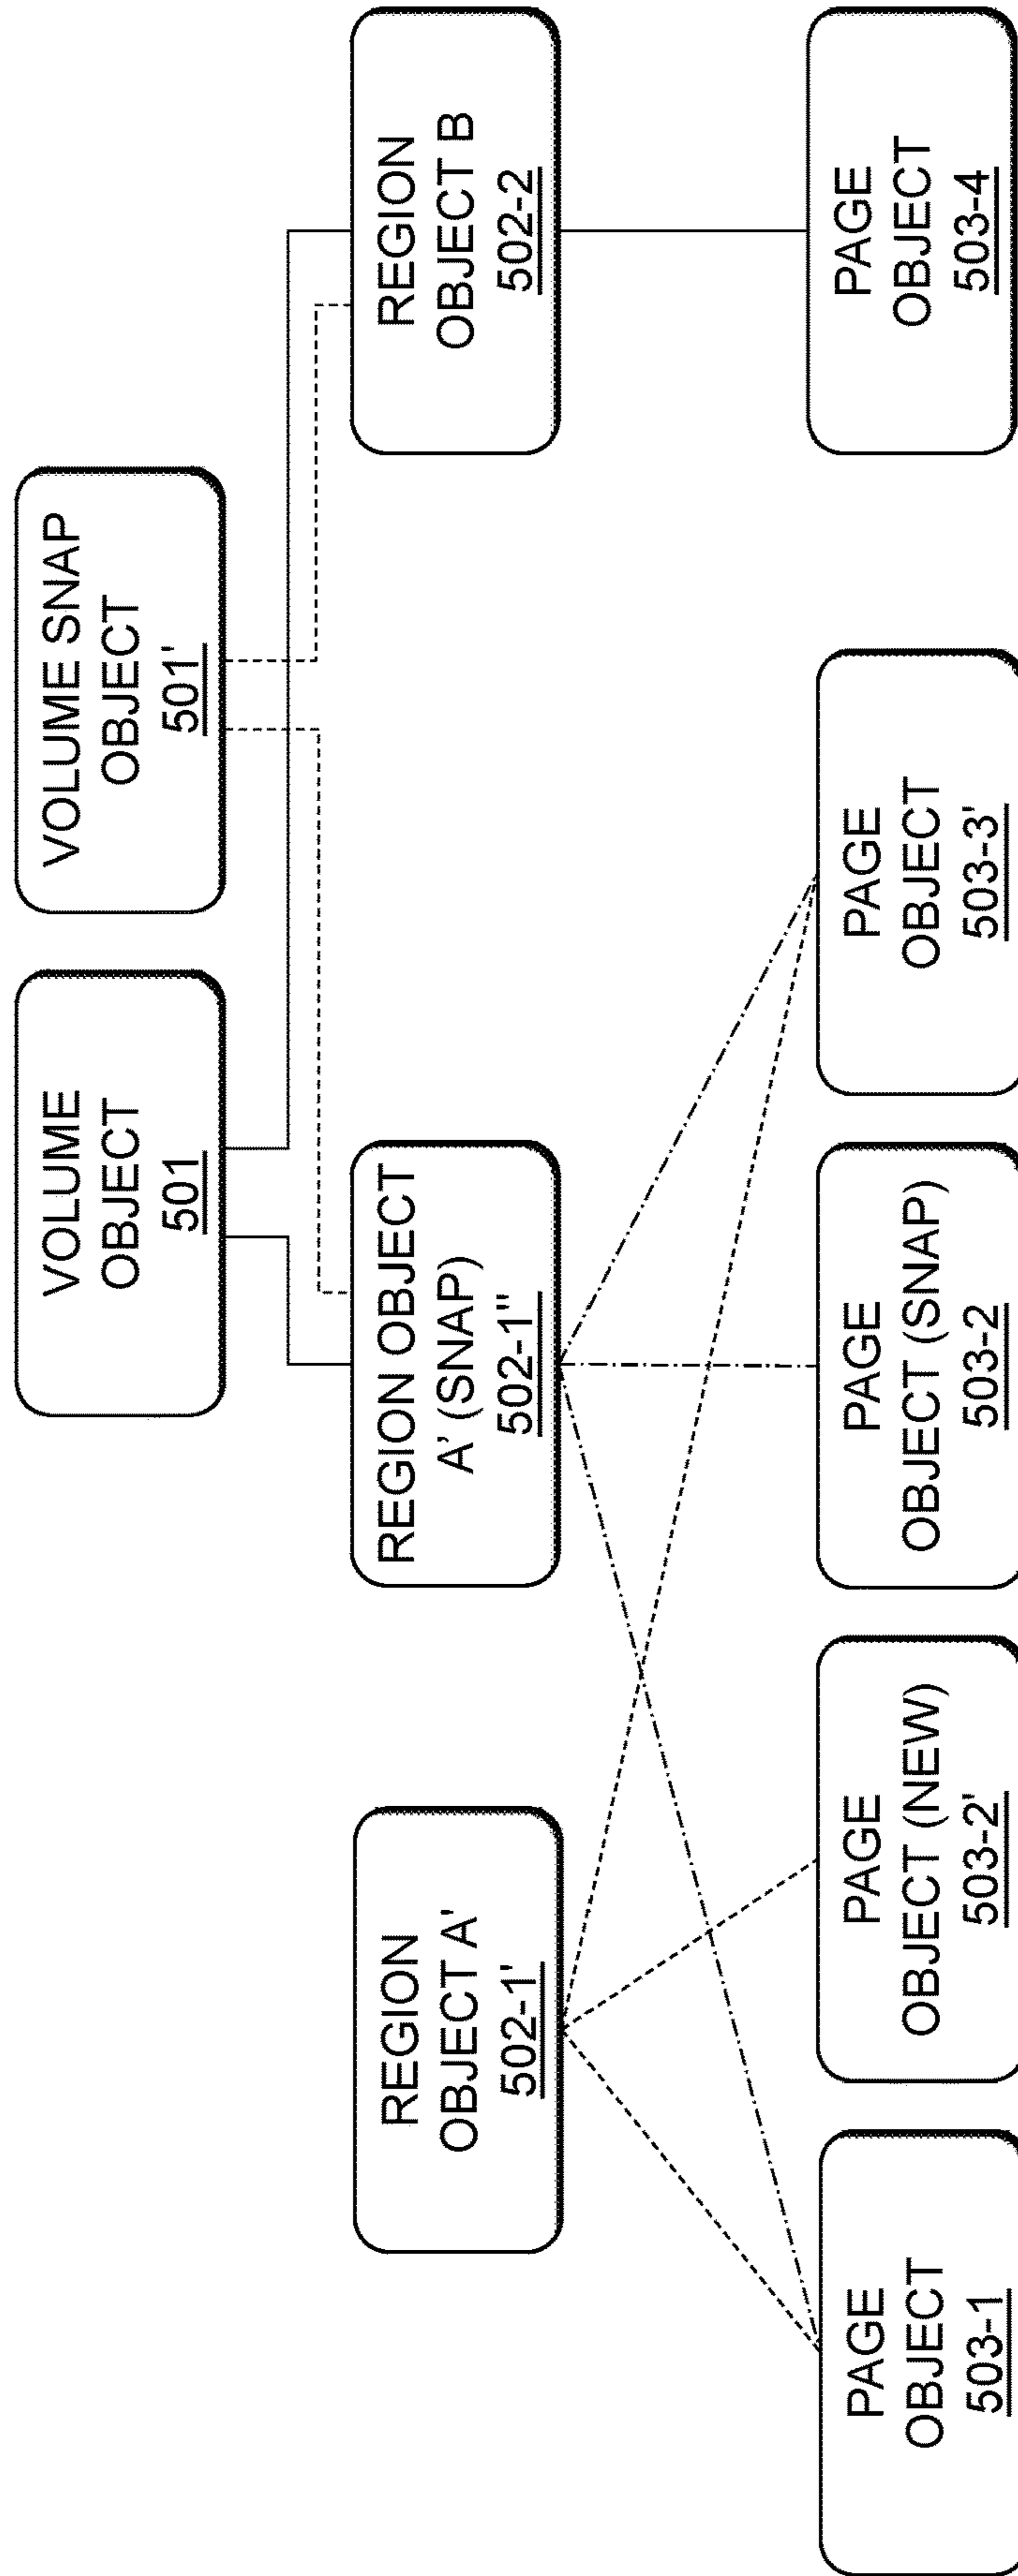 VOLUME
OBJECT
501
VOLUME SNAP
OBJECT
501'
REGION
OBJECT A'
502-1'
REGION OBJECT
A' (SNAP)
502-1"
REGION
OBJECT B
502-2
PAGE
OBJECT
503-1
PAGE
OBJECT (NEW)
503-2'
PAGE
OBJECT (SNAP)
503-2
PAGE
OBJECT
503-3'
PAGE
OBJECT
503-4